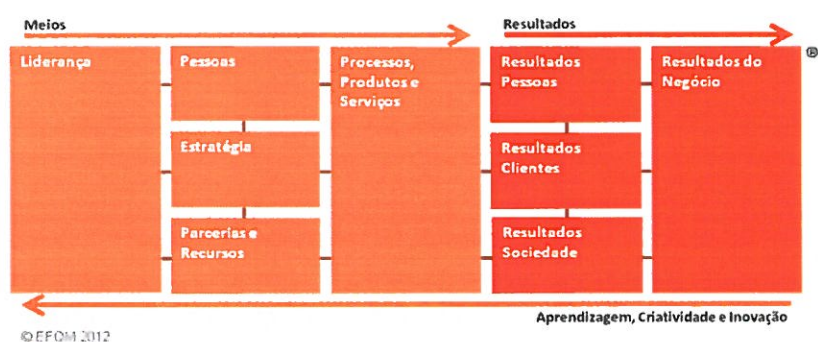 Meios
Resultados
Liderança
Pessoas
Processos,
Produtos e
Serviços
Resultados
Pessoas
Resultados do
Negócio
®
Estratégia
Resultados
Clientes
Parcerias e
Recursos
Resultados
Sociedade
Aprendizagem, Criatividade e Inovação
© EFQM 2012